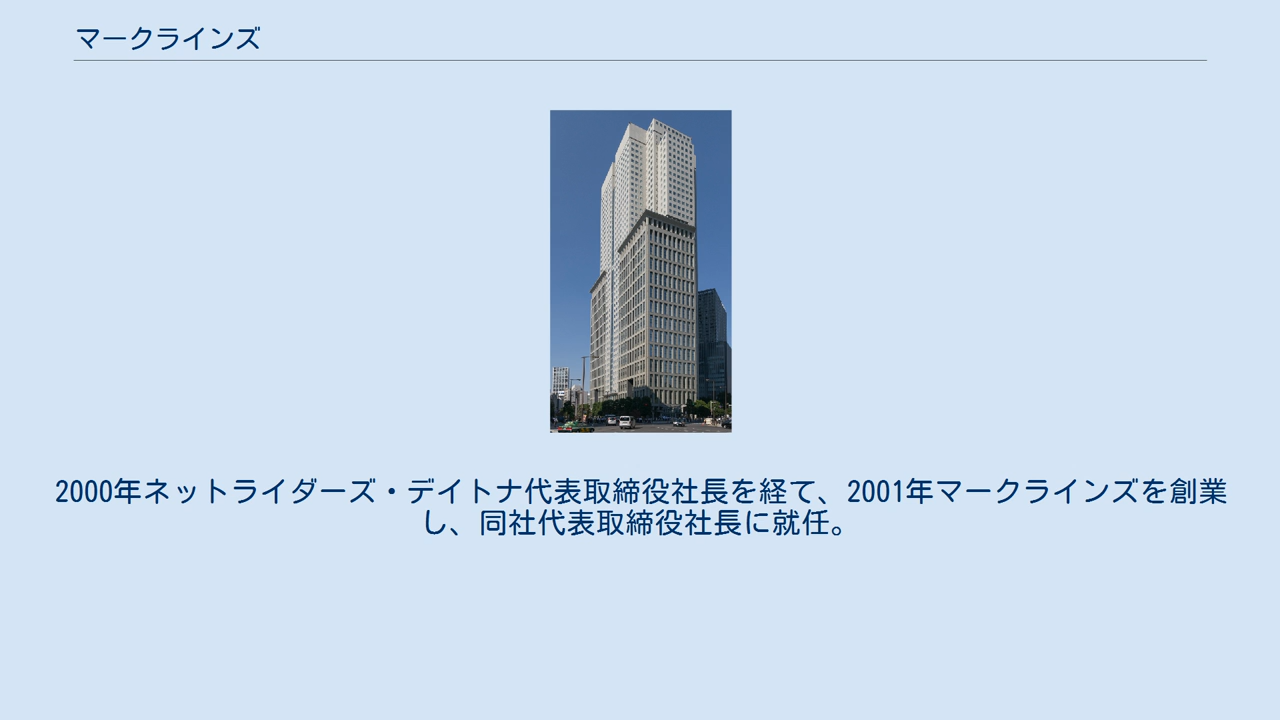 マークラインズ
2000年ネットライダーズ・デイトナ代表取締役社長を経て、2001年マークラインズを創業
し、同社代表取締役社長に就任。